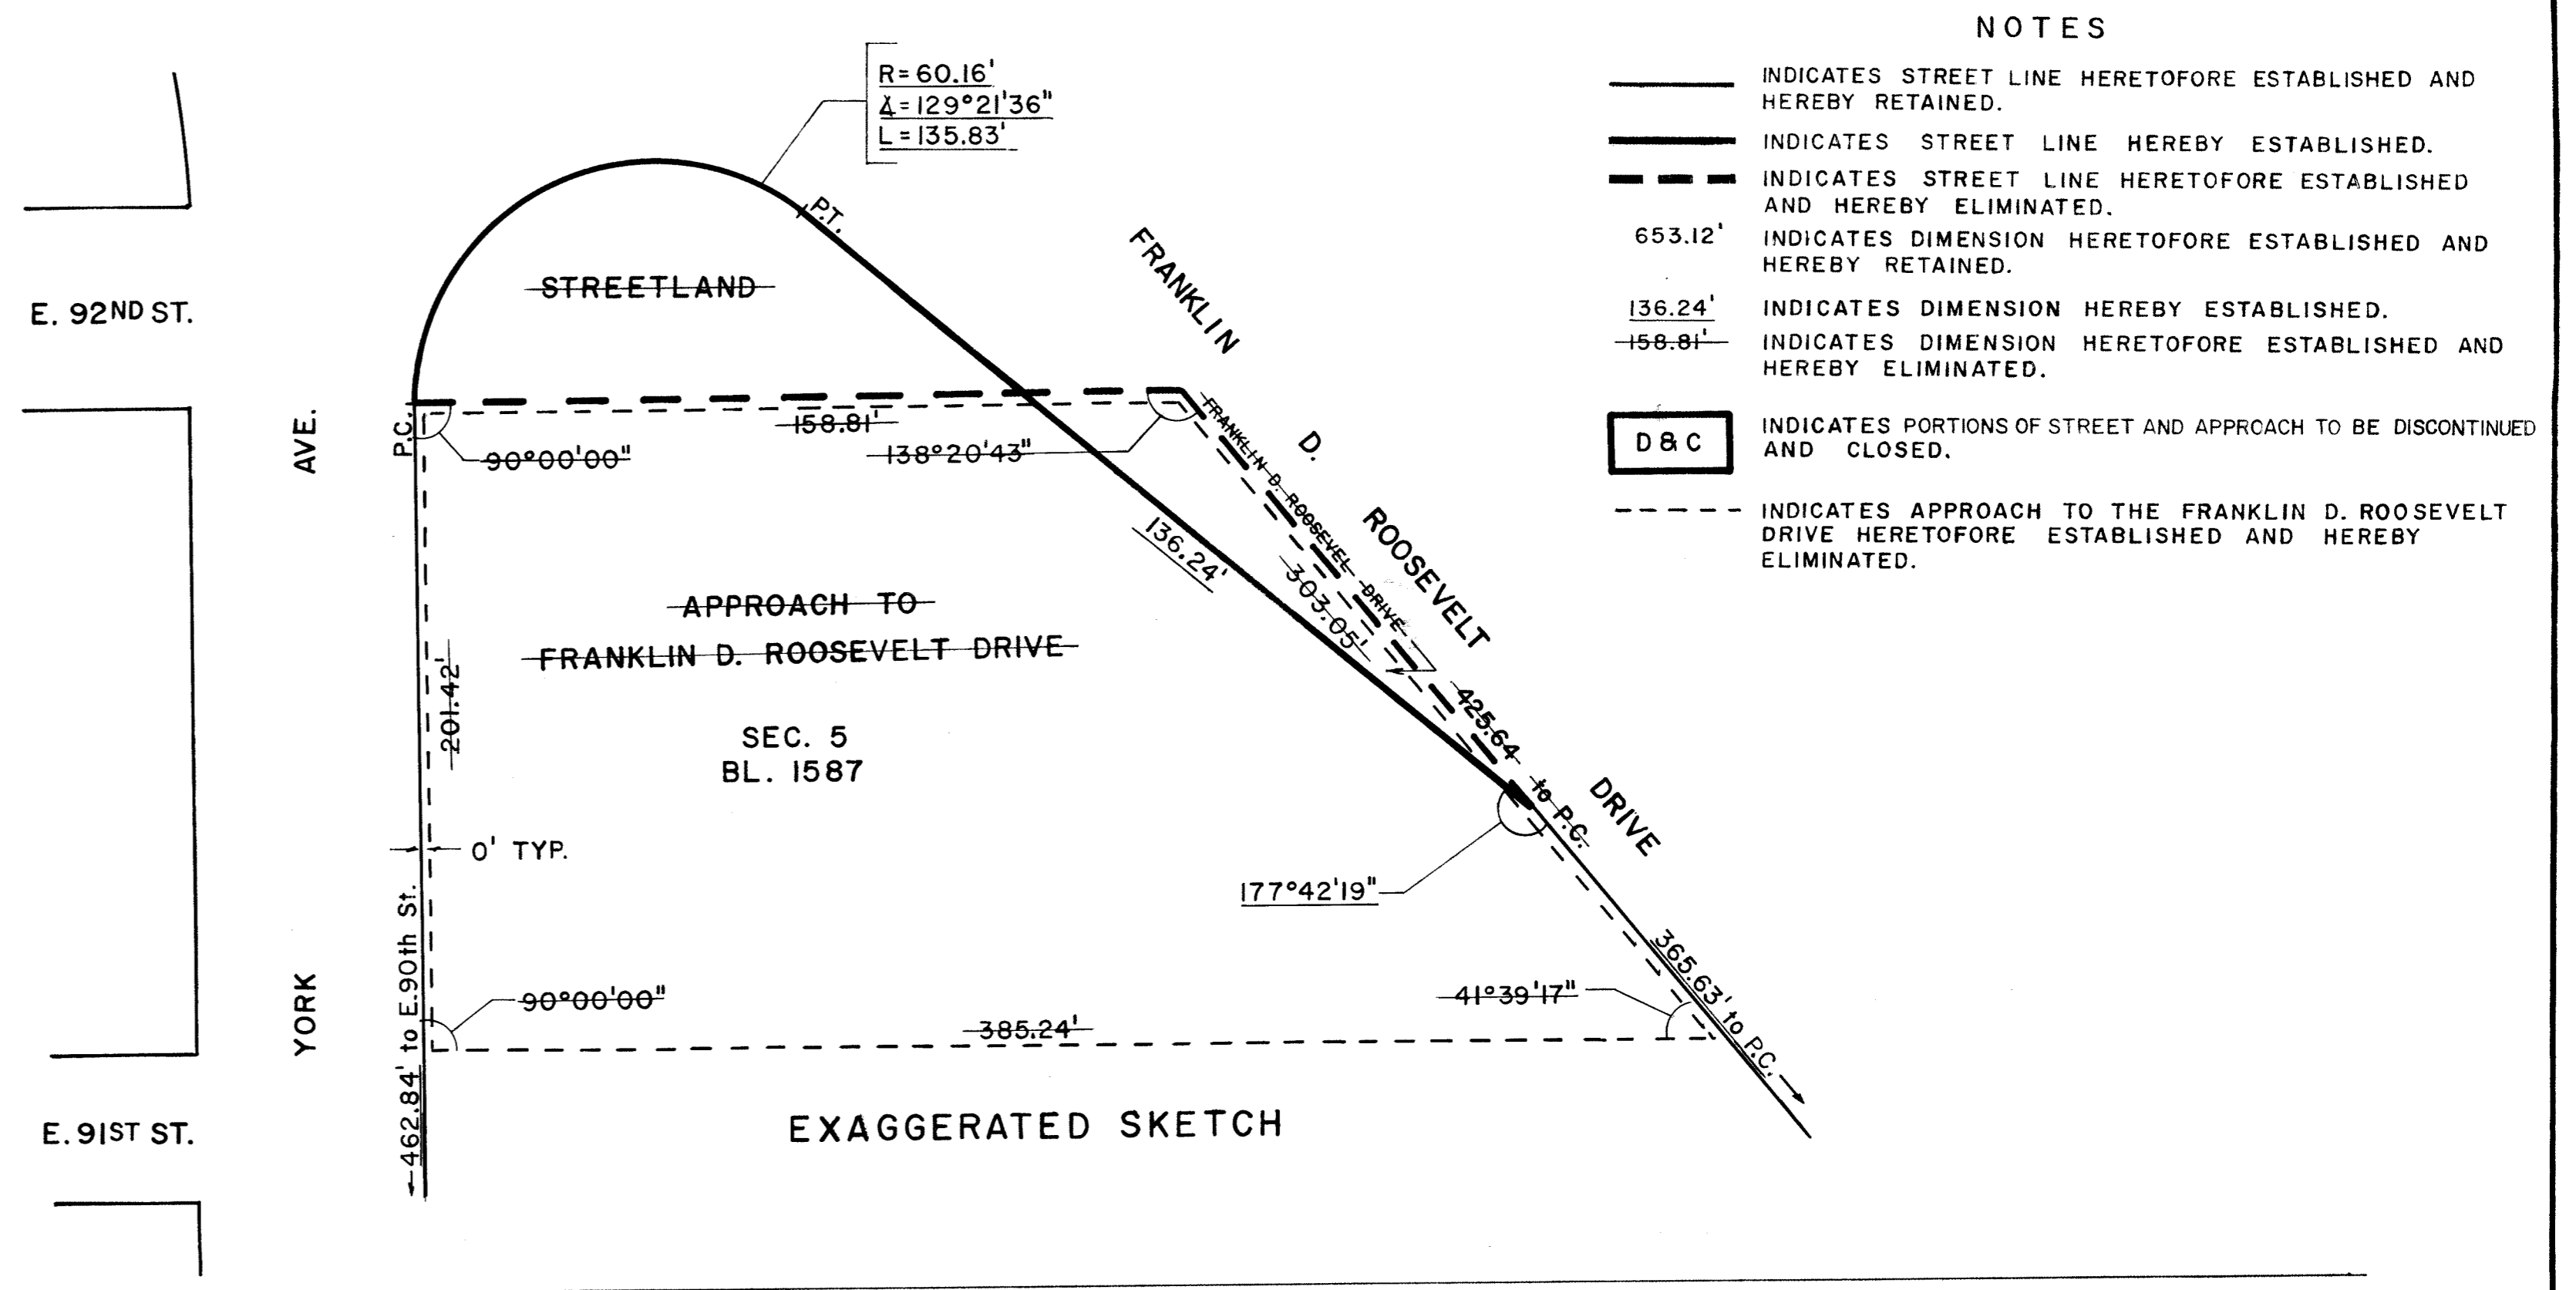 NOTES
INDICATES STREET LINE HERETOFORE ESTABLISHED AND
HEREBY RETAINED.
INDICATES STREET LINE HEREBY ESTABLISHED.
INDICATES STREET LINE HERETOFORE ESTABLISHED
AND HEREBY ELIMINATED.
653.12' INDICATES DIMENSION HERETOFORE ESTABLISHED AND
HEREBY RETAINED.
136.24' INDICATES DIMENSION HEREBY ESTABLISHED.
158.81' INDICATES DIMENSION HERETOFORE ESTABLISHED AND
HEREBY ELIMINATED.
D & C INDICATES PORTIONS OF STREET AND APPROACH TO BE DISCONTINUED
AND CLOSED.
INDICATES APPROACH TO THE FRANKLIN D. ROOSEVELT
DRIVE HERETOFORE ESTABLISHED AND HEREBY
ELIMINATED.
R=60.16'
∆=129°21'36"
L=135.83'
P.T.
STREETLAND
E. 92ND ST.
FRANKLIN D. ROOSEVELT DRIVE
YORK AVE.
P.C.
158.81'
90°00'00"
138°20'43"
FRANKLIN D. ROOSEVEL DRIVE
136.24'
303.05'
APPROACH TO
FRANKLIN D. ROOSEVELT DRIVE
201.42'
425.64 to P.C.
SEC. 5
BL. 1587
0' TYP.
177°42'19"
365.63' to P.C.
90°00'00"
41°39'17"
385.24'
462.84' to E.90th St.
E. 91ST ST.
EXAGGERATED SKETCH